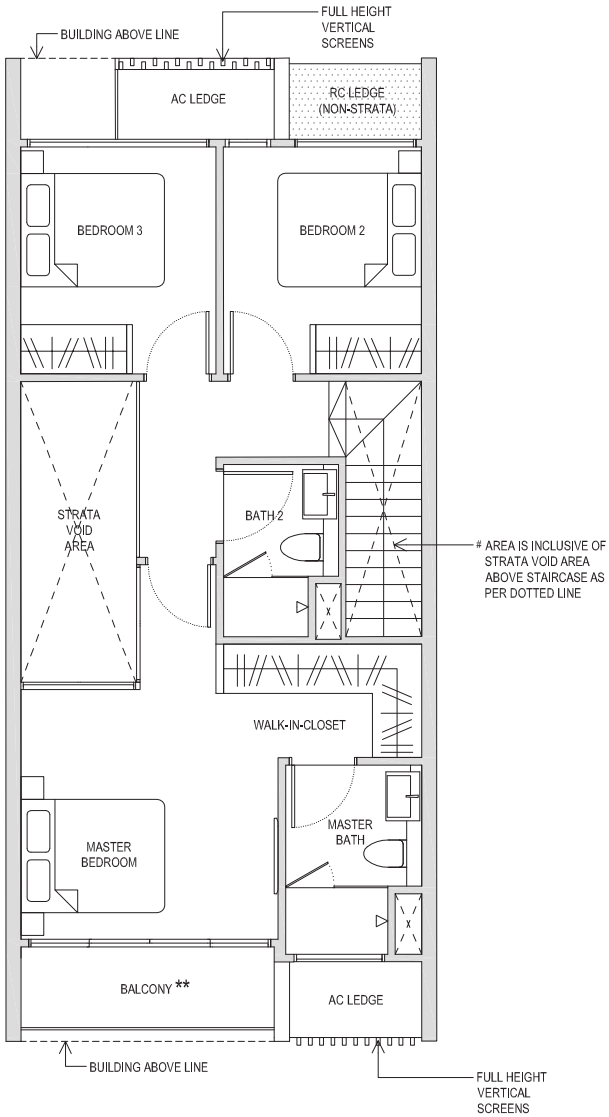 FULL HEIGHT
VERTICAL
SCREENS
BUILDING ABOVE LINE
AC LEDGE
RC LEDGE
(NON-STRATA)
BEDROOM 3
BEDROOM 2
STRATA
VOID
AREA
BATH 2
# AREA IS INCLUSIVE OF
STRATA VOID AREA
ABOVE STAIRCASE AS
PER DOTTED LINE
WALK-IN-CLOSET
MASTER
BATH
MASTER
BEDROOM
BALCONY **
AC LEDGE
BUILDING ABOVE LINE
FULL HEIGHT
VERTICAL
SCREENS